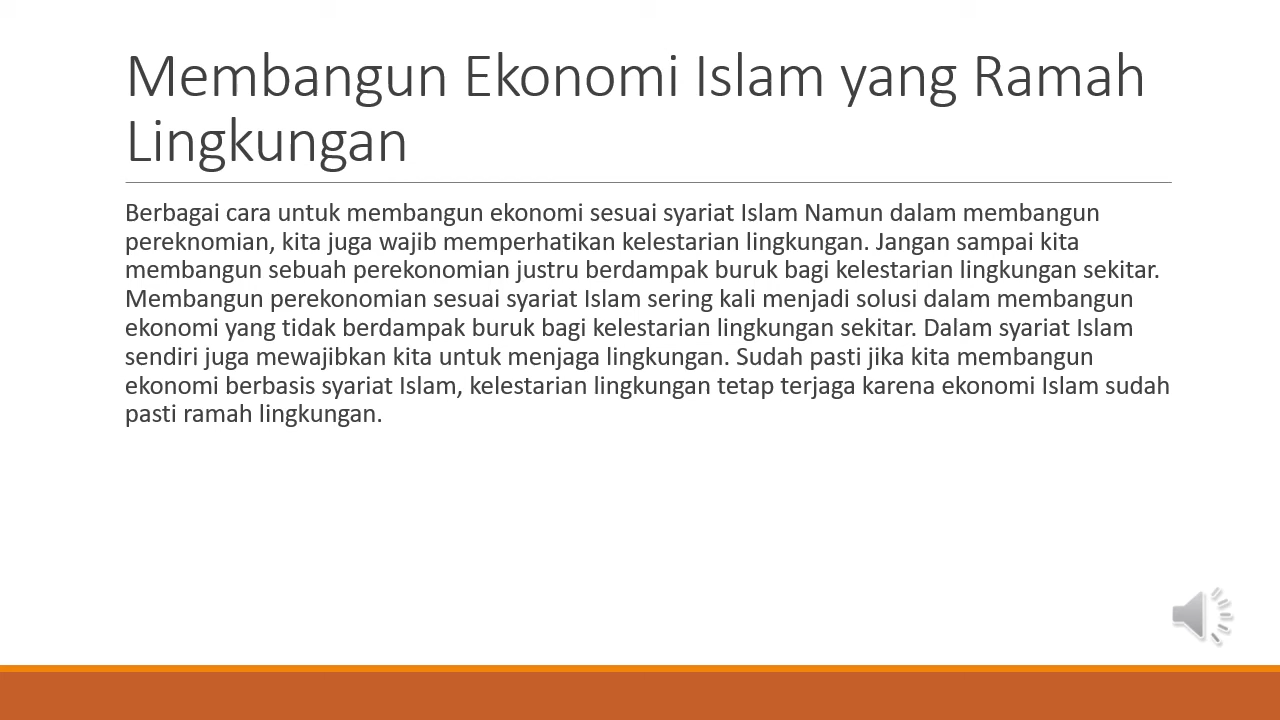 Membangun Ekonomi Islam yang Ramah
Lingkungan
Berbagai cara untuk membangun ekonomi sesuai syariat Islam Namun dalam membangun
pereknomian, kita juga wajib memperhatikan kelestarian lingkungan. Jangan sampai kita
membangun sebuah perekonomian justru berdampak buruk bagi kelestarian lingkungan sekitar.
Membangun perekonomian sesuai syariat Islam sering kali menjadi solusi dalam membangun
ekonomi yang tidak berdampak buruk bagi kelestarian lingkungan sekitar. Dalam syariat Islam
sendiri juga mewajibkan kita untuk menjaga lingkungan. Sudah pasti jika kita membangun
ekonomi berbasis syariat Islam, kelestarian lingkungan tetap terjaga karena ekonomi Islam sudah
pasti ramah lingkungan.